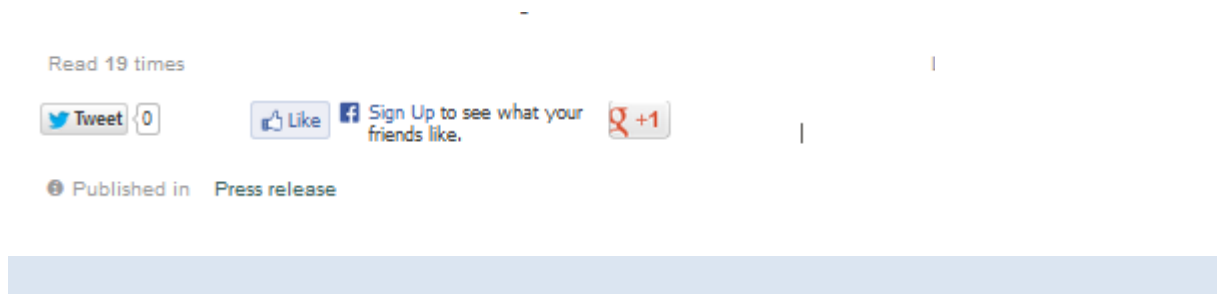 Read 19 times
Tweet 0 Like f Sign Up to see what your
friends like.
g +1
Published in Press release